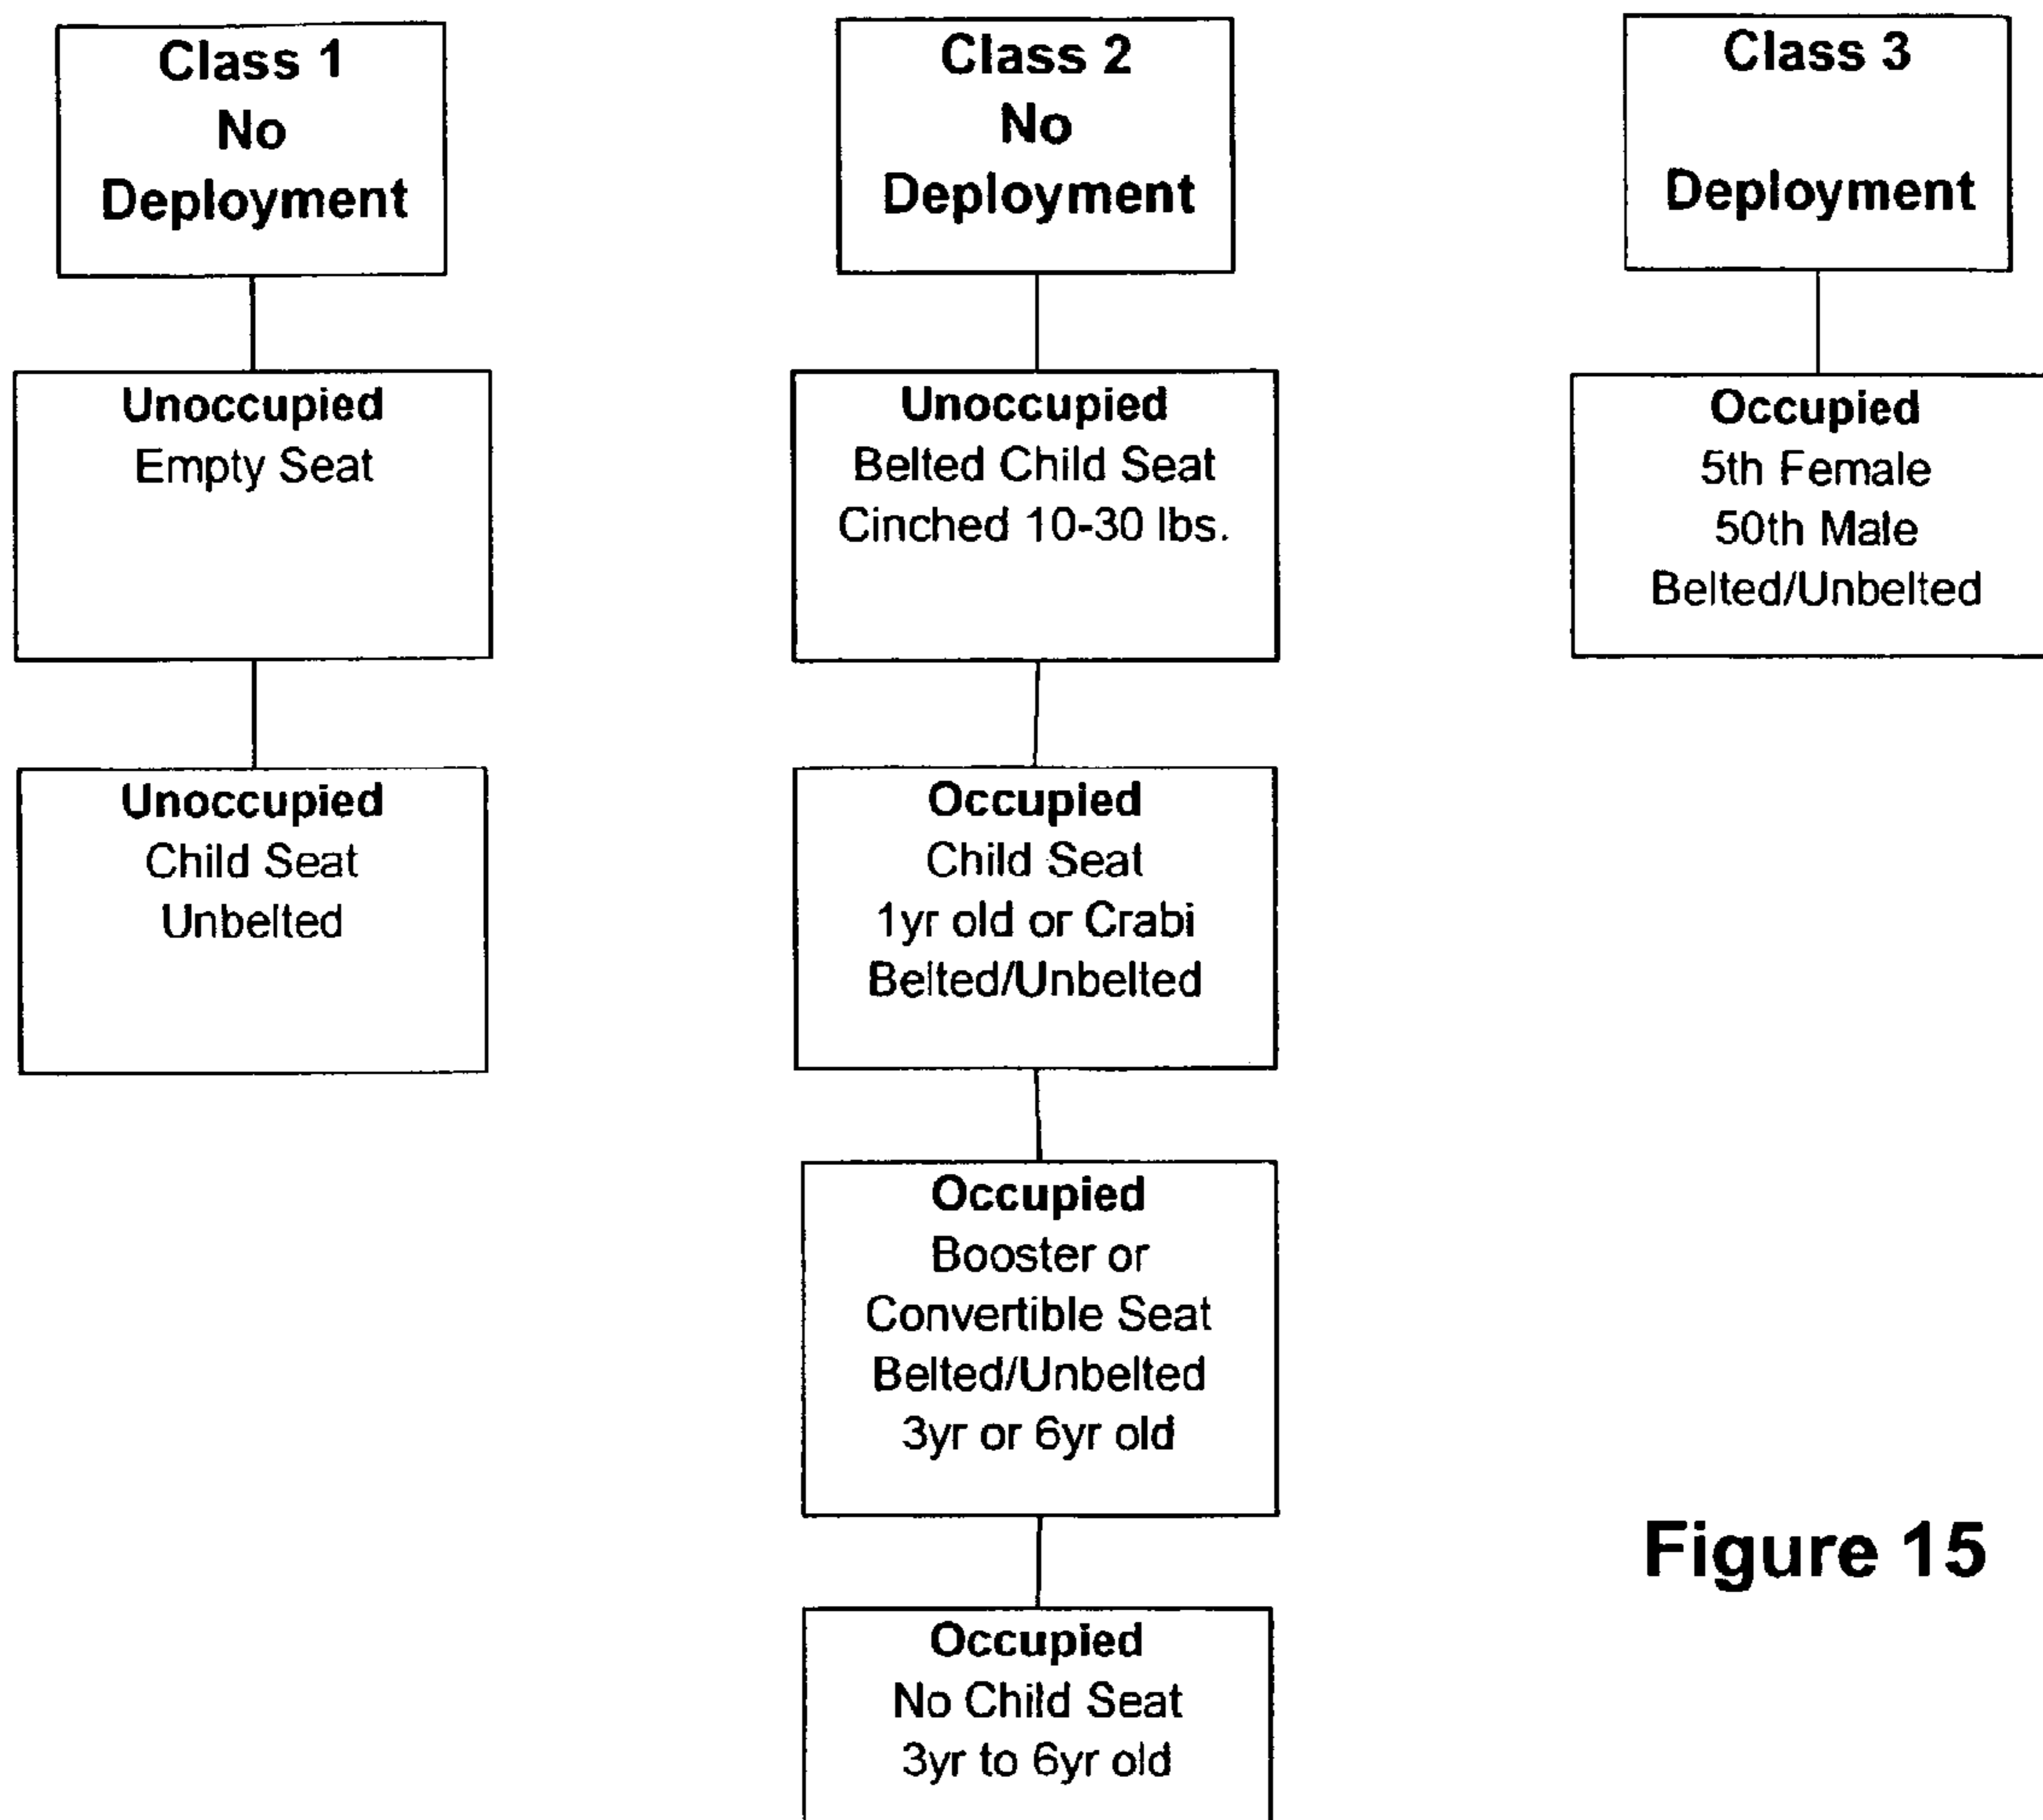 Class 1
No
Deployment
Unoccupied
Empty Seat
Unoccupied
Child Seat
Unbelted
Class 2
No
Deployment
Unoccupied
Belted Child Seat
Cinched 10-30 lbs.
Occupied
Child Seat
1yr old or Crabi
Belted/Unbelted
Occupied
Booster or
Convertible Seat
Belted/Unbelted
3yr or 6yr old
Occupied
No Child Seat
3yr to 6yr old
Class 3
Deployment
Occupied
5th Female
50th Male
Belted/Unbelted
Figure 15